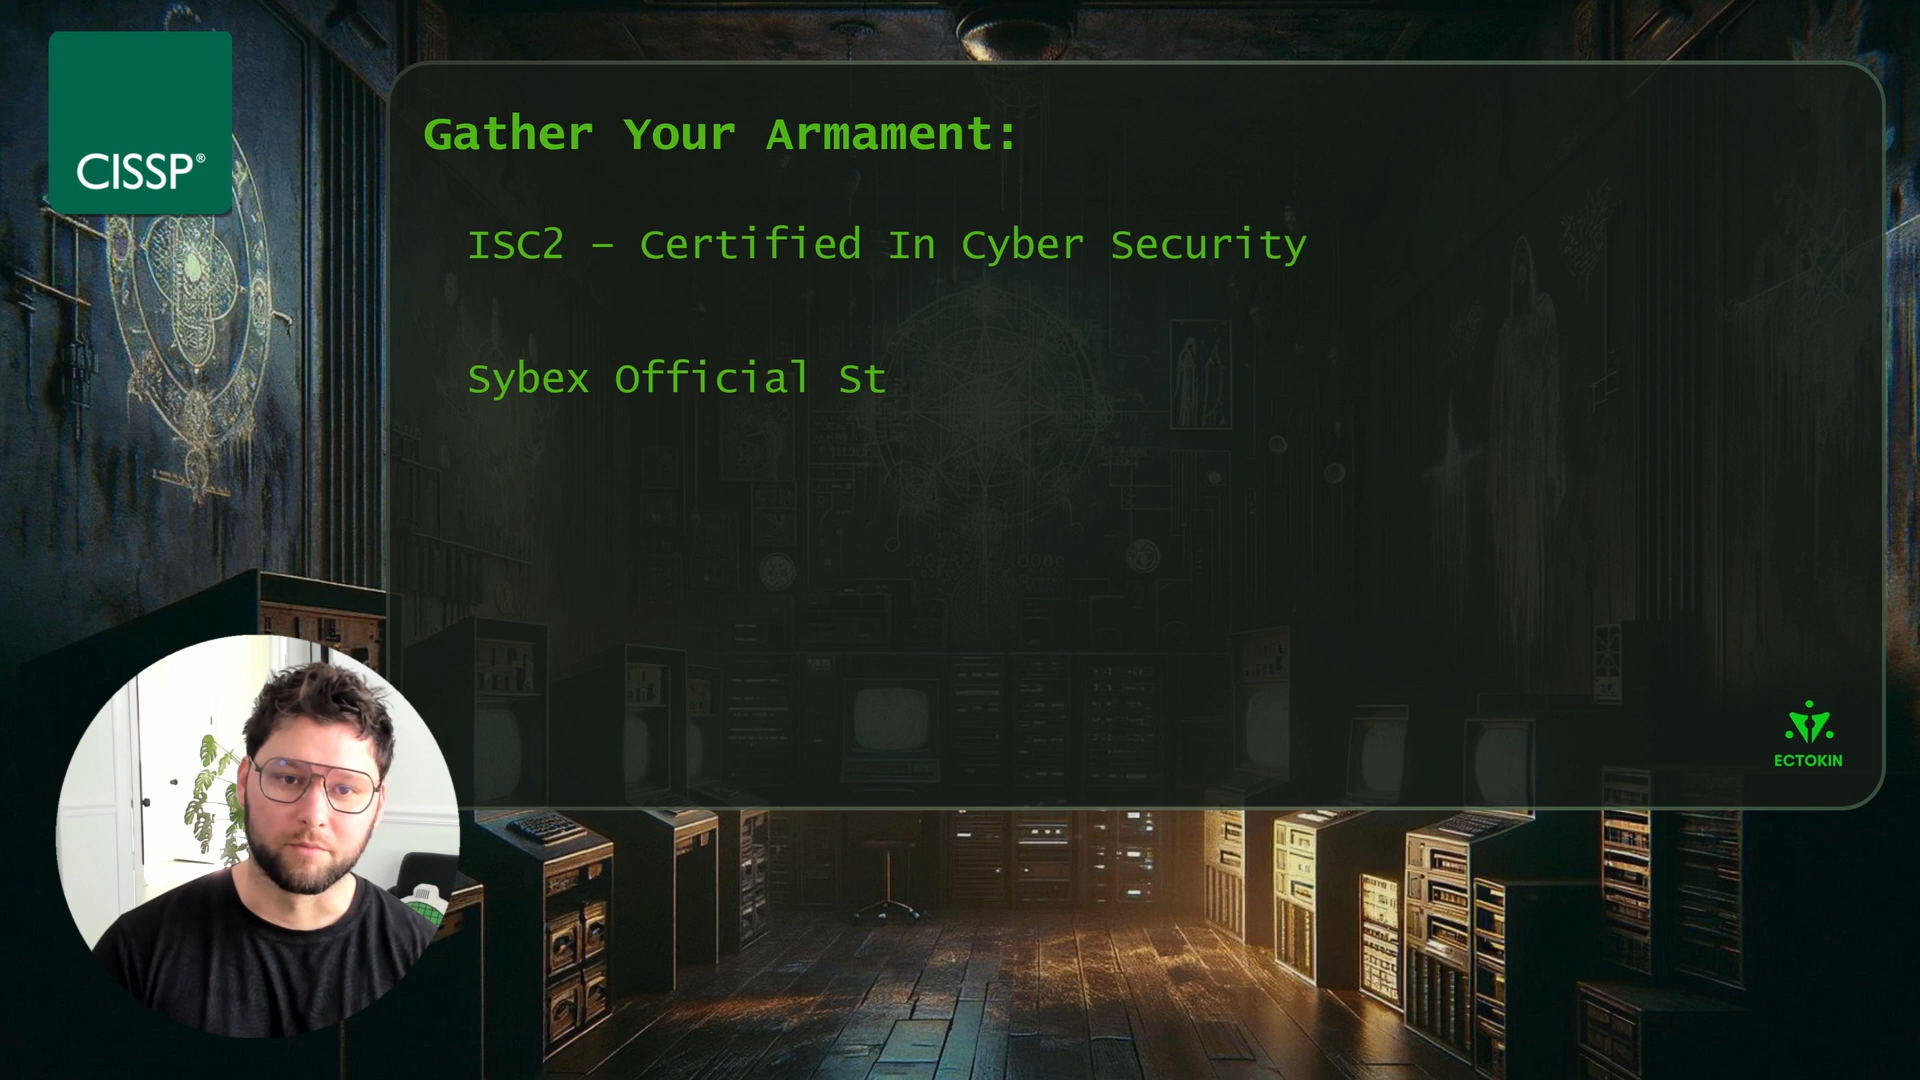 CISSP®
Gather Your Armament:
ISC2 – Certified In Cyber Security
Sybex Official St
ECTOKIN